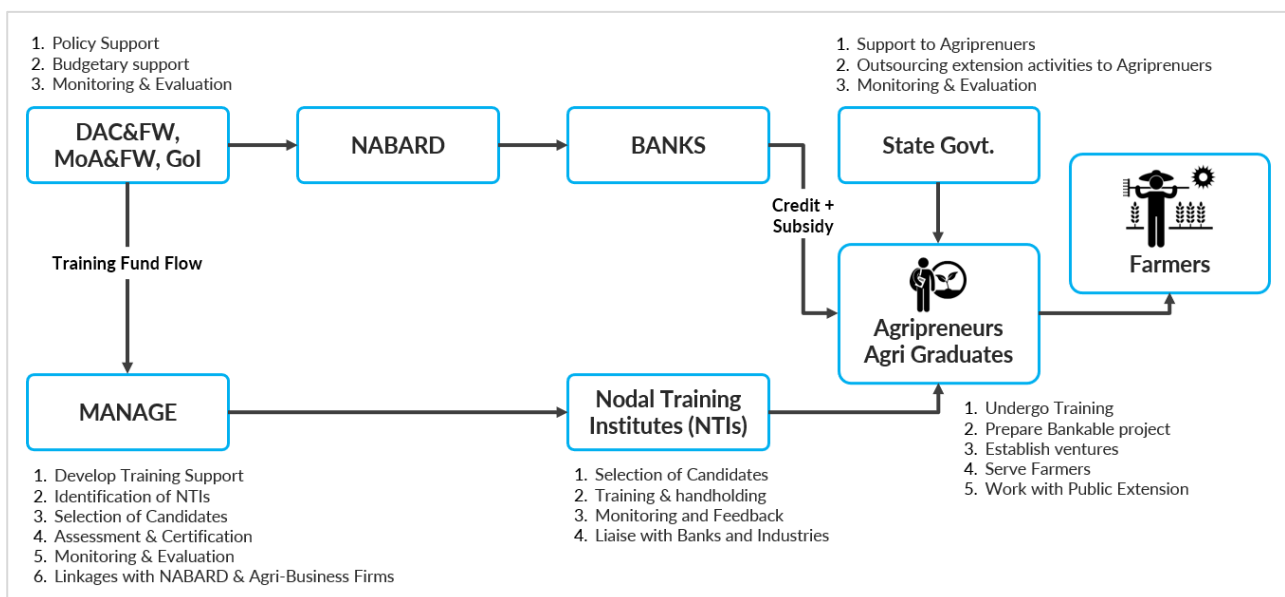 1. Policy Support
2. Budgetary support
3. Monitoring & Evaluation
1. Support to Agriprenuers
2. Outsourcing extension activities to Agriprenuers
3. Monitoring & Evaluation
DAC&FW,
MoA&FW, GoI
NABARD
BANKS
State Govt.
Credit +
Subsidy
Farmers
Training Fund Flow
Agripreneurs
Agri Graduates
MANAGE
Nodal Training
Institutes (NTIs)
1. Undergo Training
2. Prepare Bankable project
3. Establish ventures
4. Serve Farmers
5. Work with Public Extension
1. Develop Training Support
2. Identification of NTIs
3. Selection of Candidates
4. Assessment & Certification
5. Monitoring & Evaluation
6. Linkages with NABARD & Agri-Business Firms
1. Selection of Candidates
2. Training & handholding
3. Monitoring and Feedback
4. Liaise with Banks and Industries